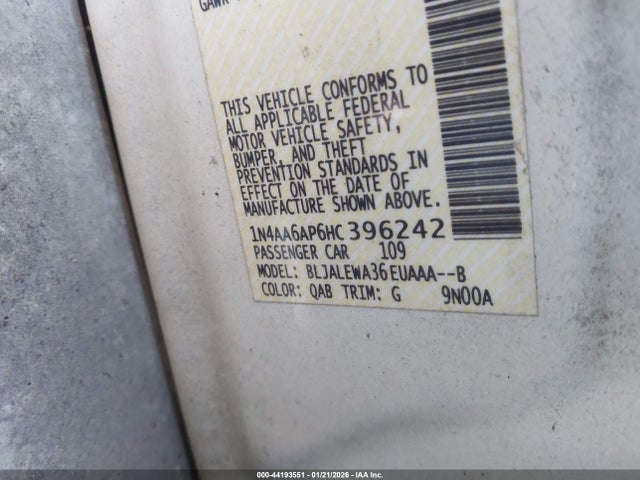 GAWR
THIS VEHICLE CONFORMS TO
ALL APPLICABLE FEDERAL
MOTOR VEHICLE SAFETY,
BUMPER, AND THEFT
PREVENTION STANDARDS IN
EFFECT ON THE DATE OF
MANUFACTURE SHOWN ABOVE.
1N4AA6AP6HC396242
PASSENGER CAR 109
MODEL: BLJALEWA36EUAAA--B
COLOR: QAB TRIM: G 9N00A
000-44193551 | 01/21/2026 | IAA Inc.